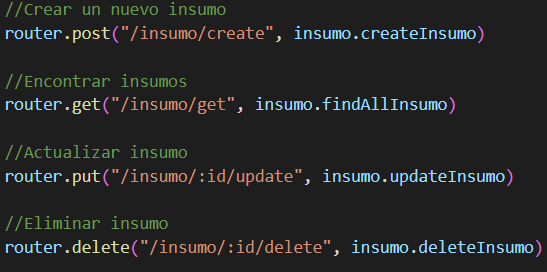 //Crear un nuevo insumo
router.post("/insumo/create", insumo.createInsumo)
//Encontrar insumos
router.get("/insumo/get", insumo.findAllInsumo)
//Actualizar insumo
router.put("/insumo/:id/update", insumo.updateInsumo)
//Eliminar insumo
router.delete("/insumo/:id/delete", insumo.deleteInsumo)